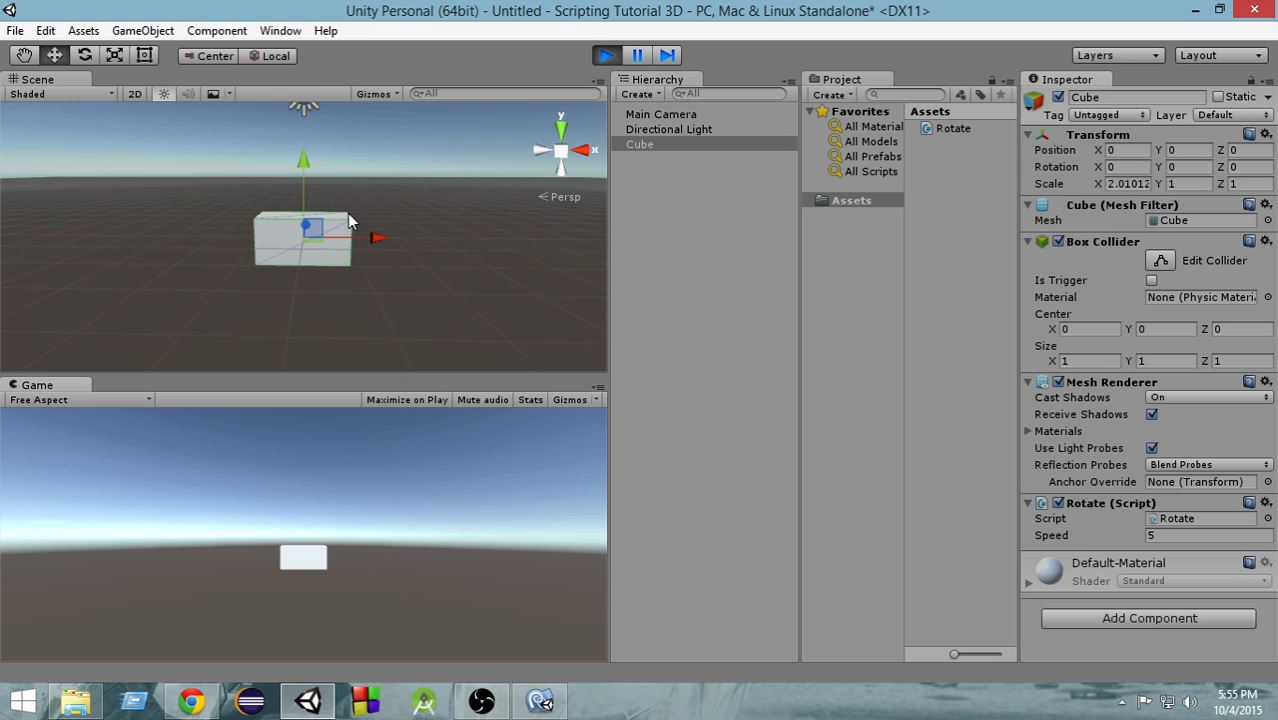 Unity Personal (64bit) - Untitled - Scripting Tutorial 3D - PC, Mac & Linux Standalone* <DX11>
File Edit Assets GameObject Component Window Help
Center Local Layers Layout
Scene
Shaded 2D Gizmos All
y
x
Persp
Game
Free Aspect Maximize on Play Mute audio Stats Gizmos
Hierarchy
Create All
Main Camera
Directional Light
Cube
Project
Create
Favorites
All Material
All Models
All Prefabs
All Scripts
Assets
Assets
Rotate
Inspector
Cube Static
Tag Untagged Layer Default
Transform
Position X 0 Y 0 Z 0
Rotation X 0 Y 0 Z 0
Scale X 2.01012 Y 1 Z 1
Cube (Mesh Filter)
Mesh Cube
Box Collider
Edit Collider
Is Trigger
Material None (Physic Materi
Center
X 0 Y 0 Z 0
Size
X 1 Y 1 Z 1
Mesh Renderer
Cast Shadows On
Receive Shadows
Materials
Use Light Probes
Reflection Probes Blend Probes
Anchor Override None (Transform)
Rotate (Script)
Script Rotate
Speed 5
Default-Material
Shader Standard
Add Component
5:55 PM
10/4/2015